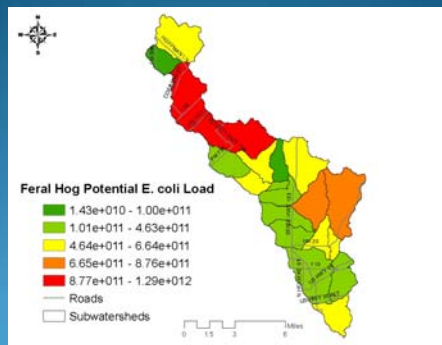 N
W E
S
Feral Hog Potential E. coli Load
1.43e+010 - 1.00e+011
1.01e+011 - 4.63e+011
4.64e+011 - 6.64e+011
6.65e+011 - 8.76e+011
8.77e+011 - 1.29e+012
Roads
Subwatersheds
0 1.5 3 6
Miles